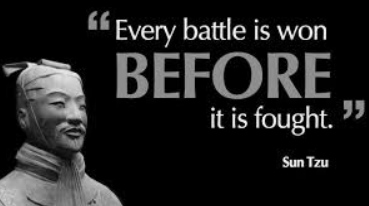 “Every battle is won
BEFORE
it is fought.”
Sun Tzu